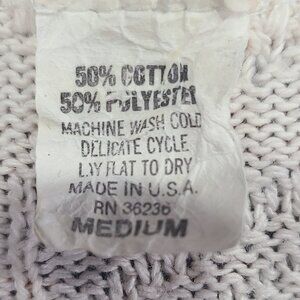 50% COTTON
50% POLYESTER
MACHINE WASH COLD
DELICATE CYCLE
LAY FLAT TO DRY
MADE IN U.S.A.
RN 36236
MEDIUM